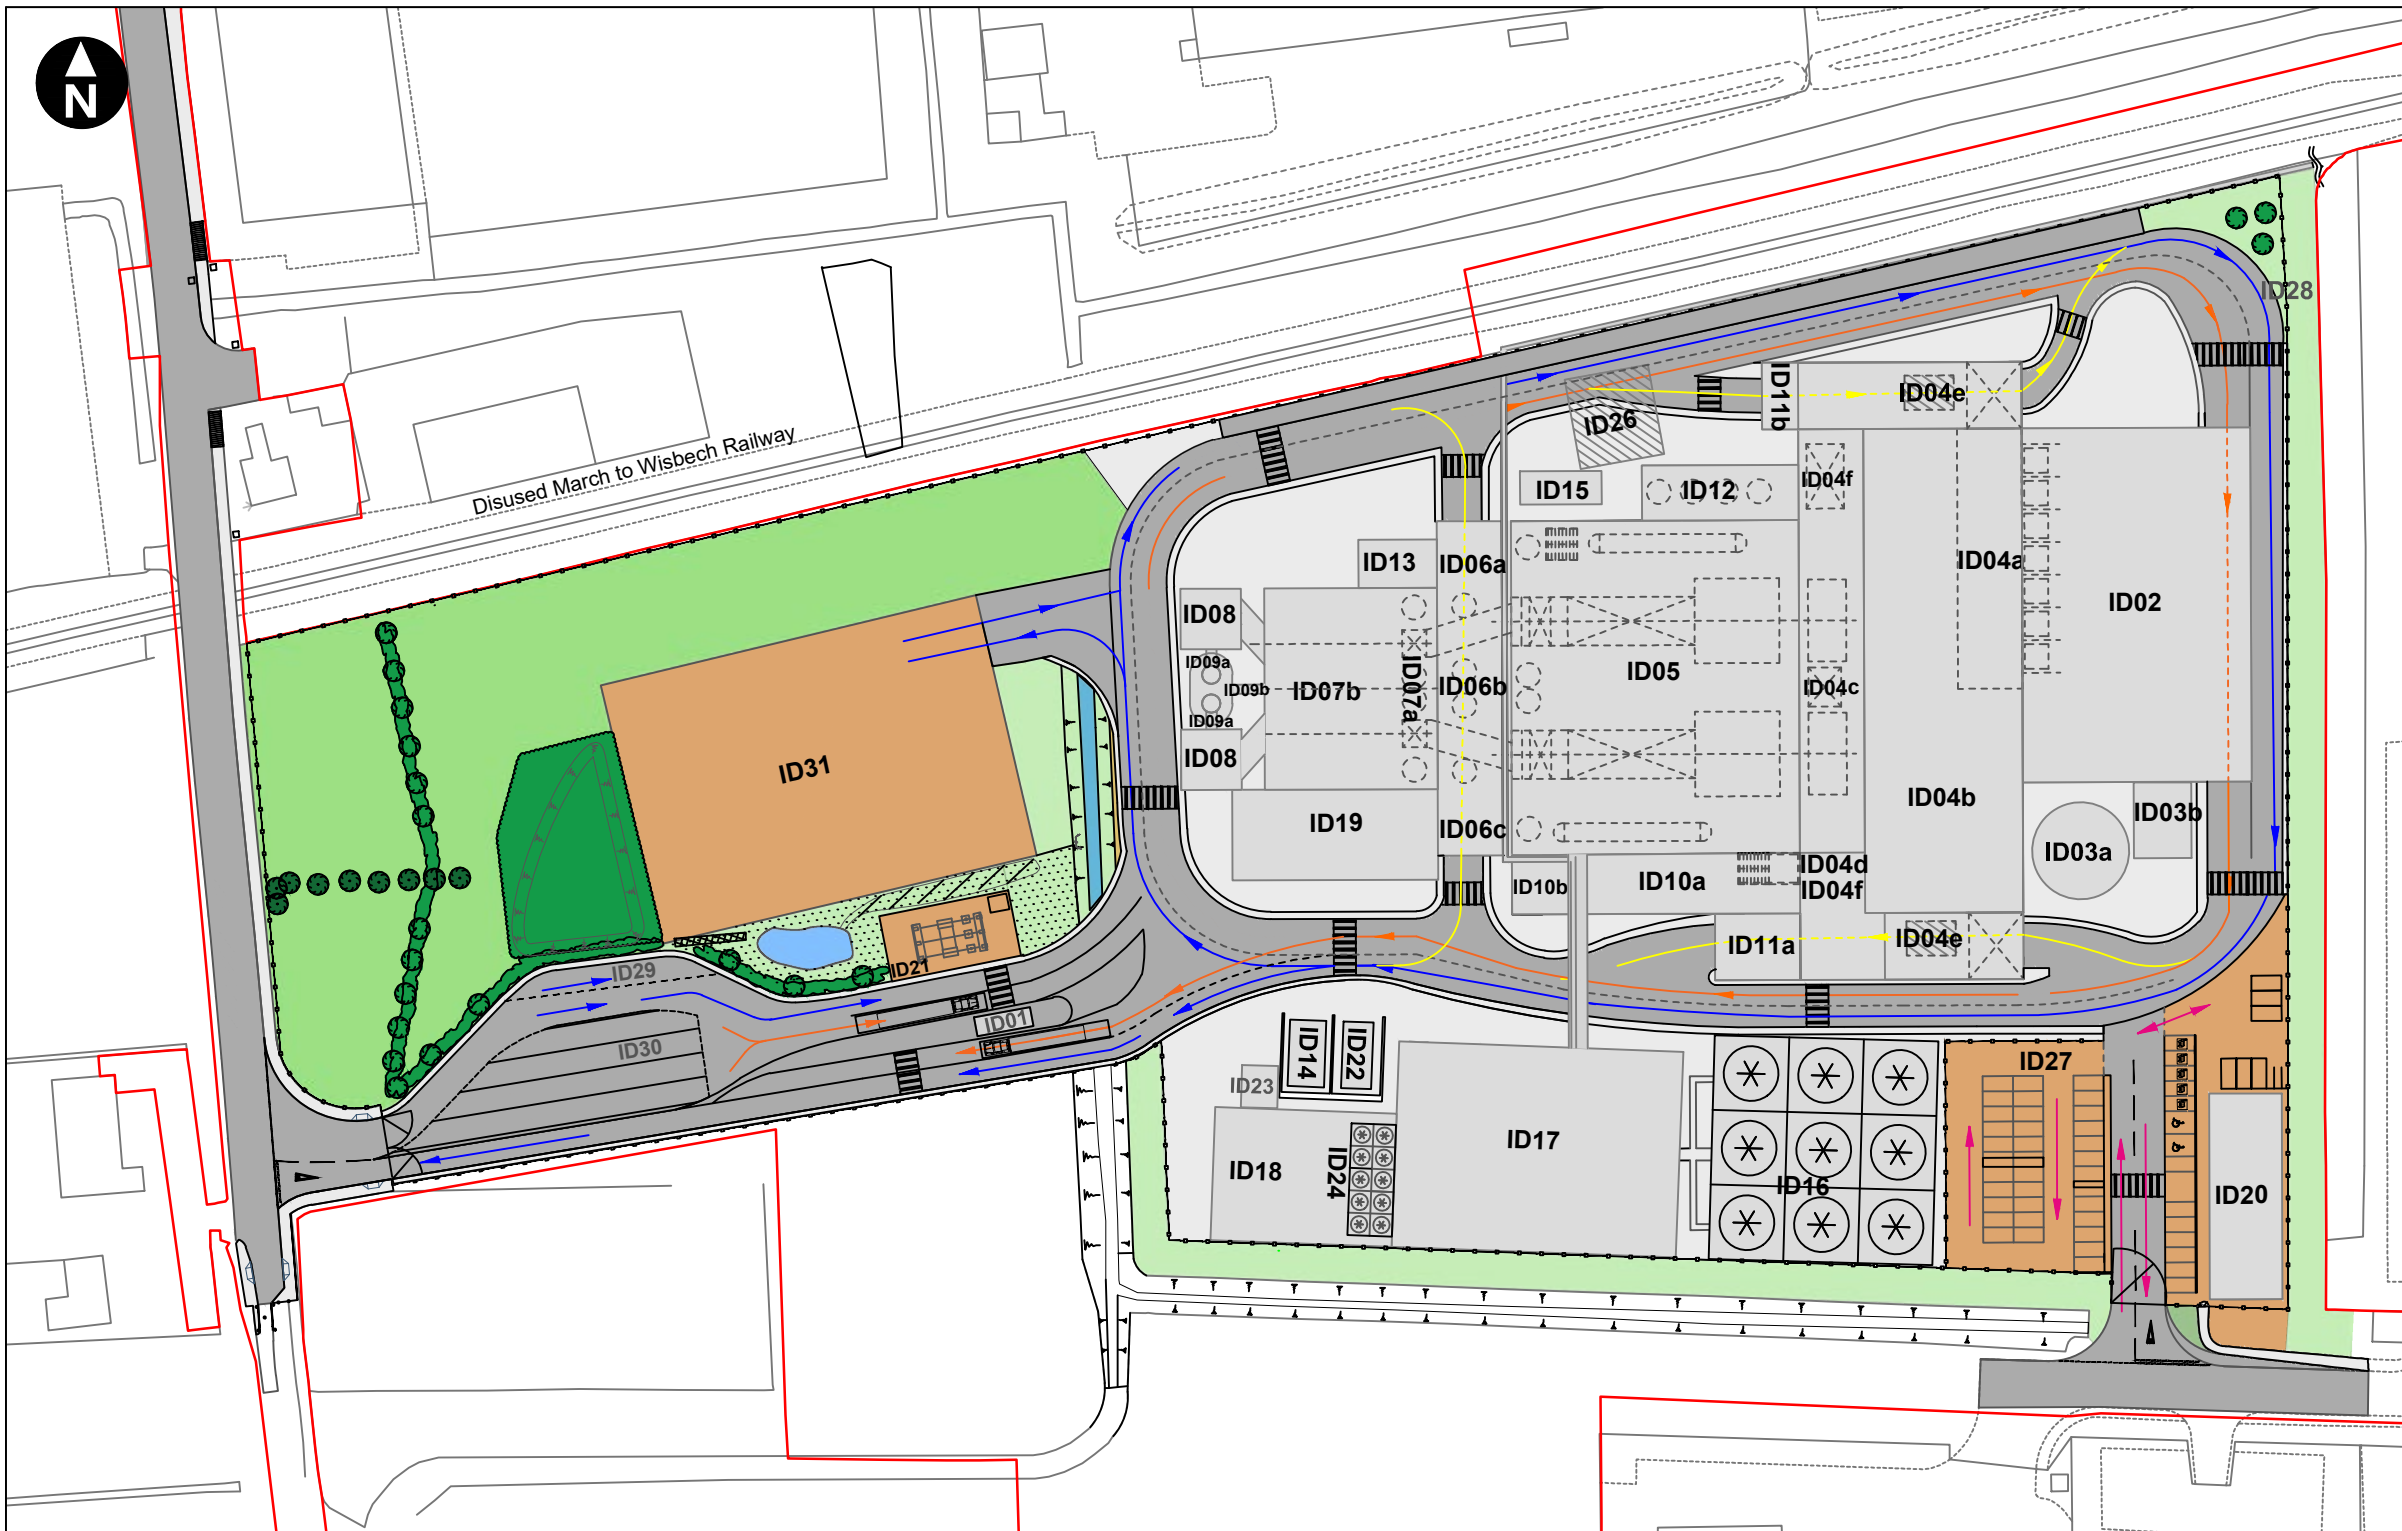 N
Disused March to Wisbech Railway
ID28
ID11b
ID04e
ID26
ID15
ID12
ID04f
ID13
ID06a
ID04a
ID08
ID02
ID09a
ID09b
ID07b
ID07a
ID06b
ID05
ID04c
ID09a
ID08
ID31
ID04b
ID03b
ID19
ID06c
ID03a
ID04d
ID04f
ID10b
ID10a
ID11a
ID04e
ID29
ID21
ID01
ID30
ID14
ID22
ID27
ID23
ID17
ID18
ID24
ID16
ID20